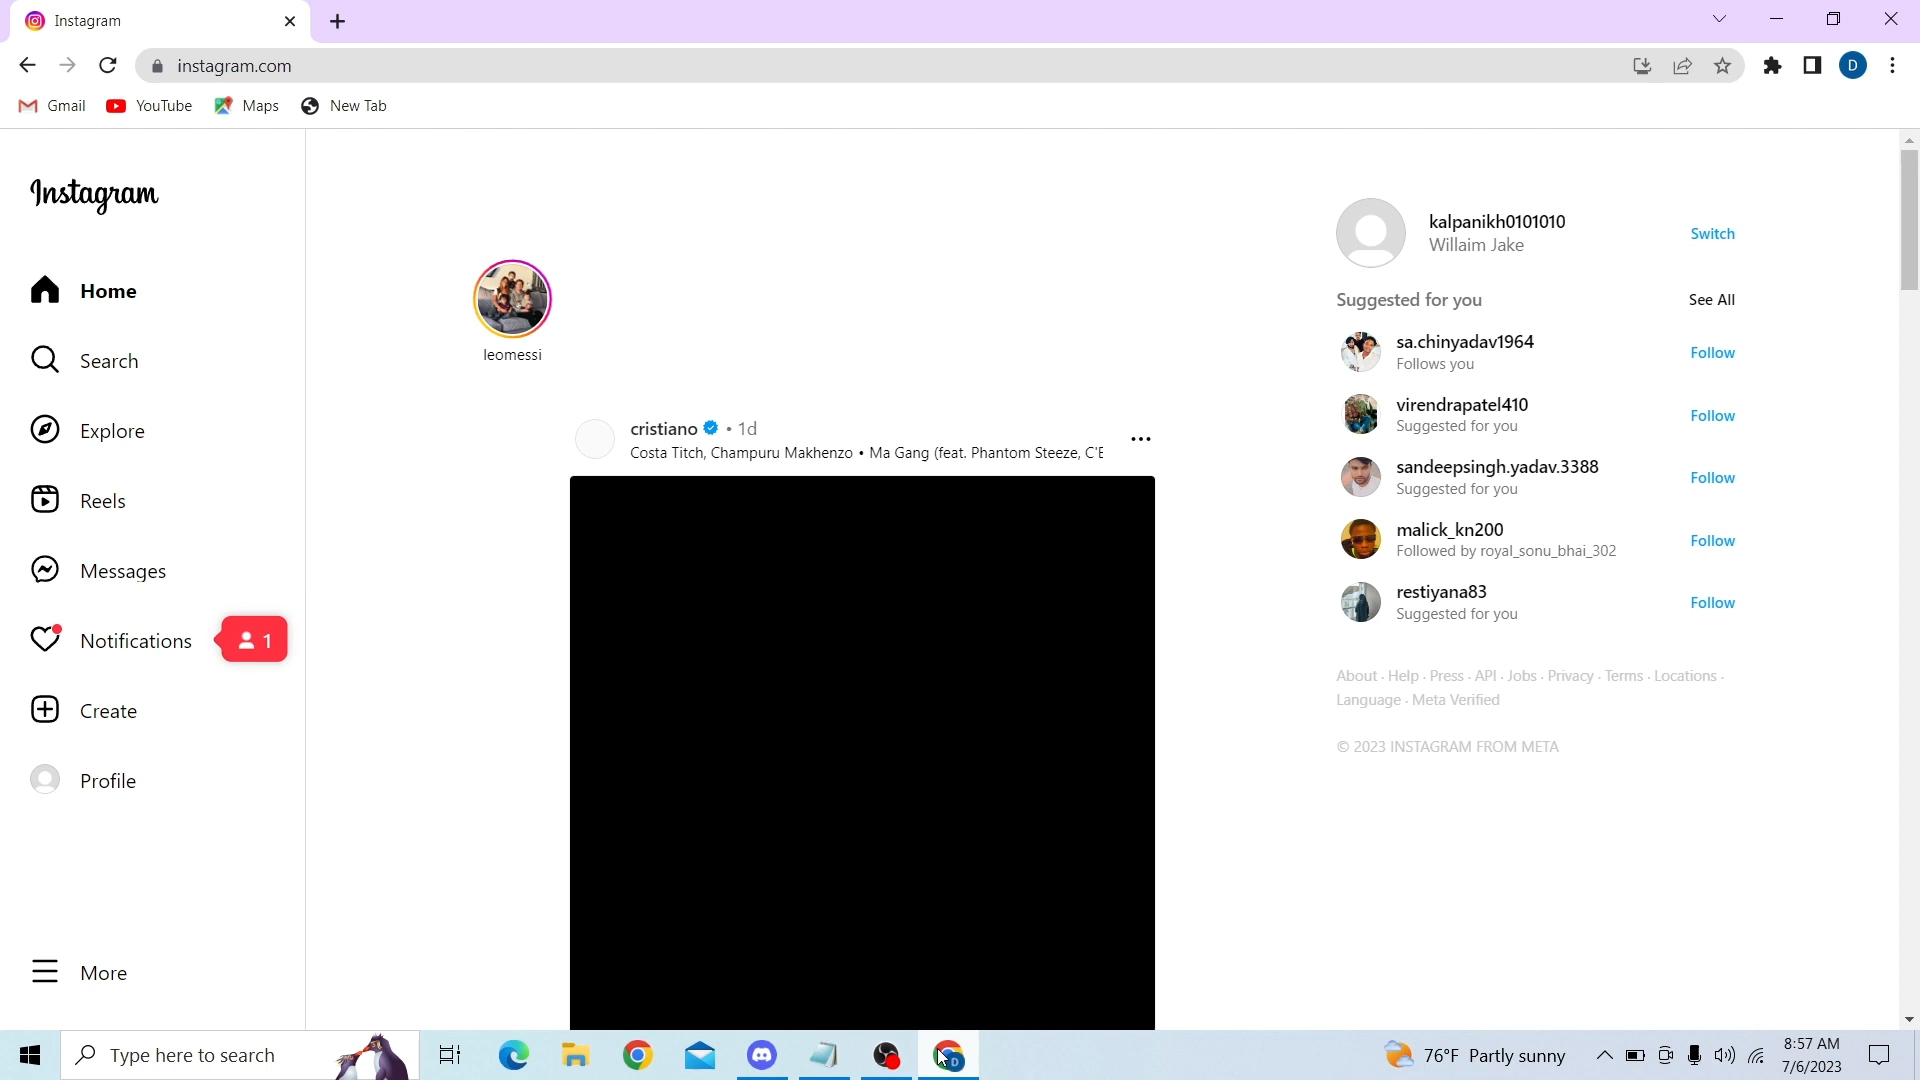 Instagram
instagram.com
Gmail YouTube Maps New Tab
Instagram
Home
Search
Explore
Reels
Messages
Notifications 1
Create
Profile
More
leomessi
cristiano • 1d
Costa Titch, Champuru Makhenzo • Ma Gang (feat. Phantom Steeze, C'E
kalpanikh0101010
Willaim Jake
Switch
Suggested for you See All
sa.chinyadav1964
Follows you
Follow
virendrapatel410
Suggested for you
Follow
sandeepsingh.yadav.3388
Suggested for you
Follow
malick_kn200
Followed by royal_sonu_bhai_302
Follow
restiyana83
Suggested for you
Follow
About · Help · Press · API · Jobs · Privacy · Terms · Locations ·
Language · Meta Verified
© 2023 INSTAGRAM FROM META
D
Type here to search
D
76°F Partly sunny
8:57 AM
7/6/2023